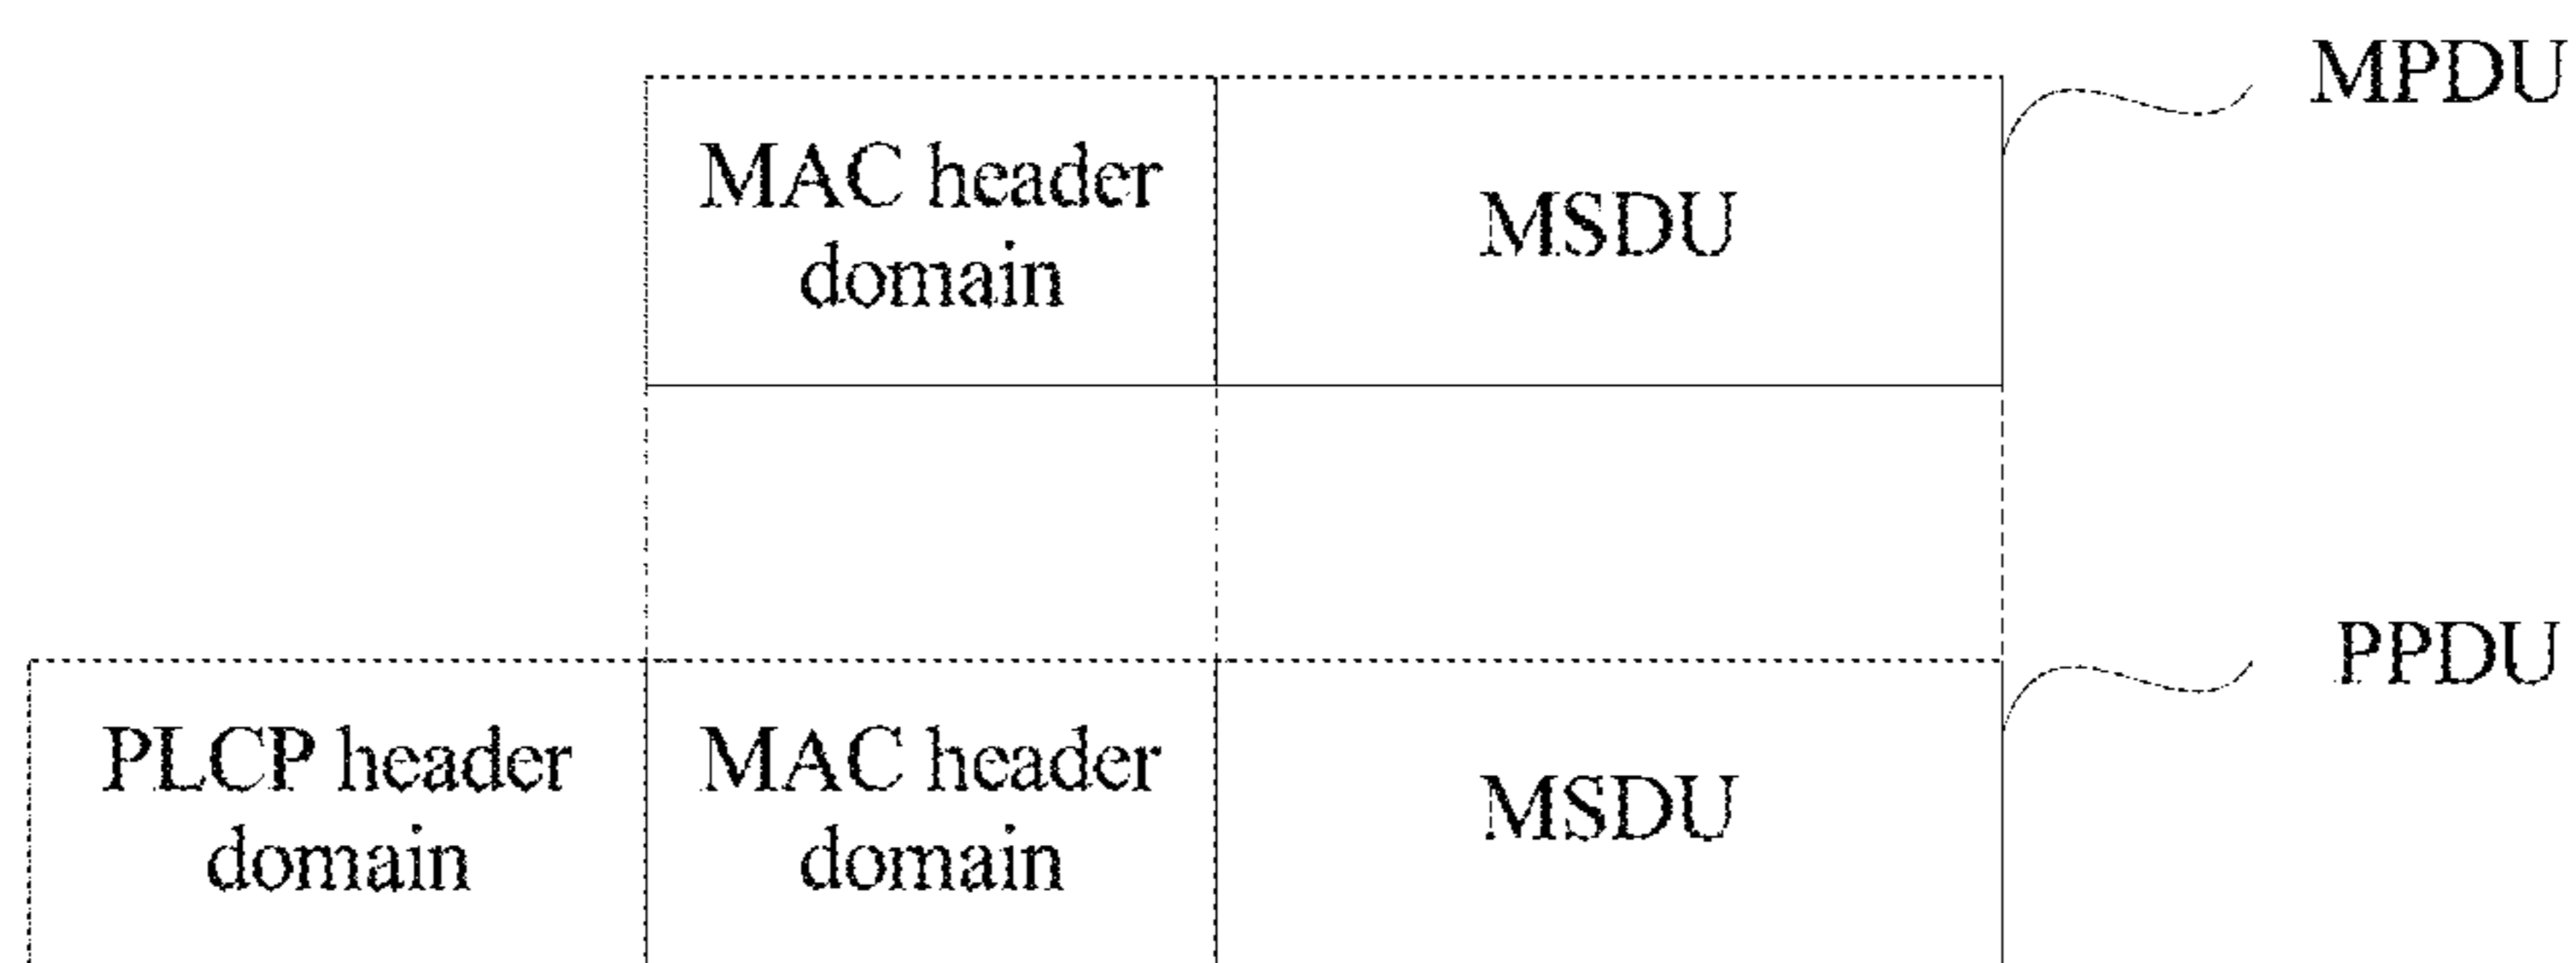 MPDU
MAC header
domain
MSDU
PPDU
PLCP header
domain
MAC header
domain
MSDU